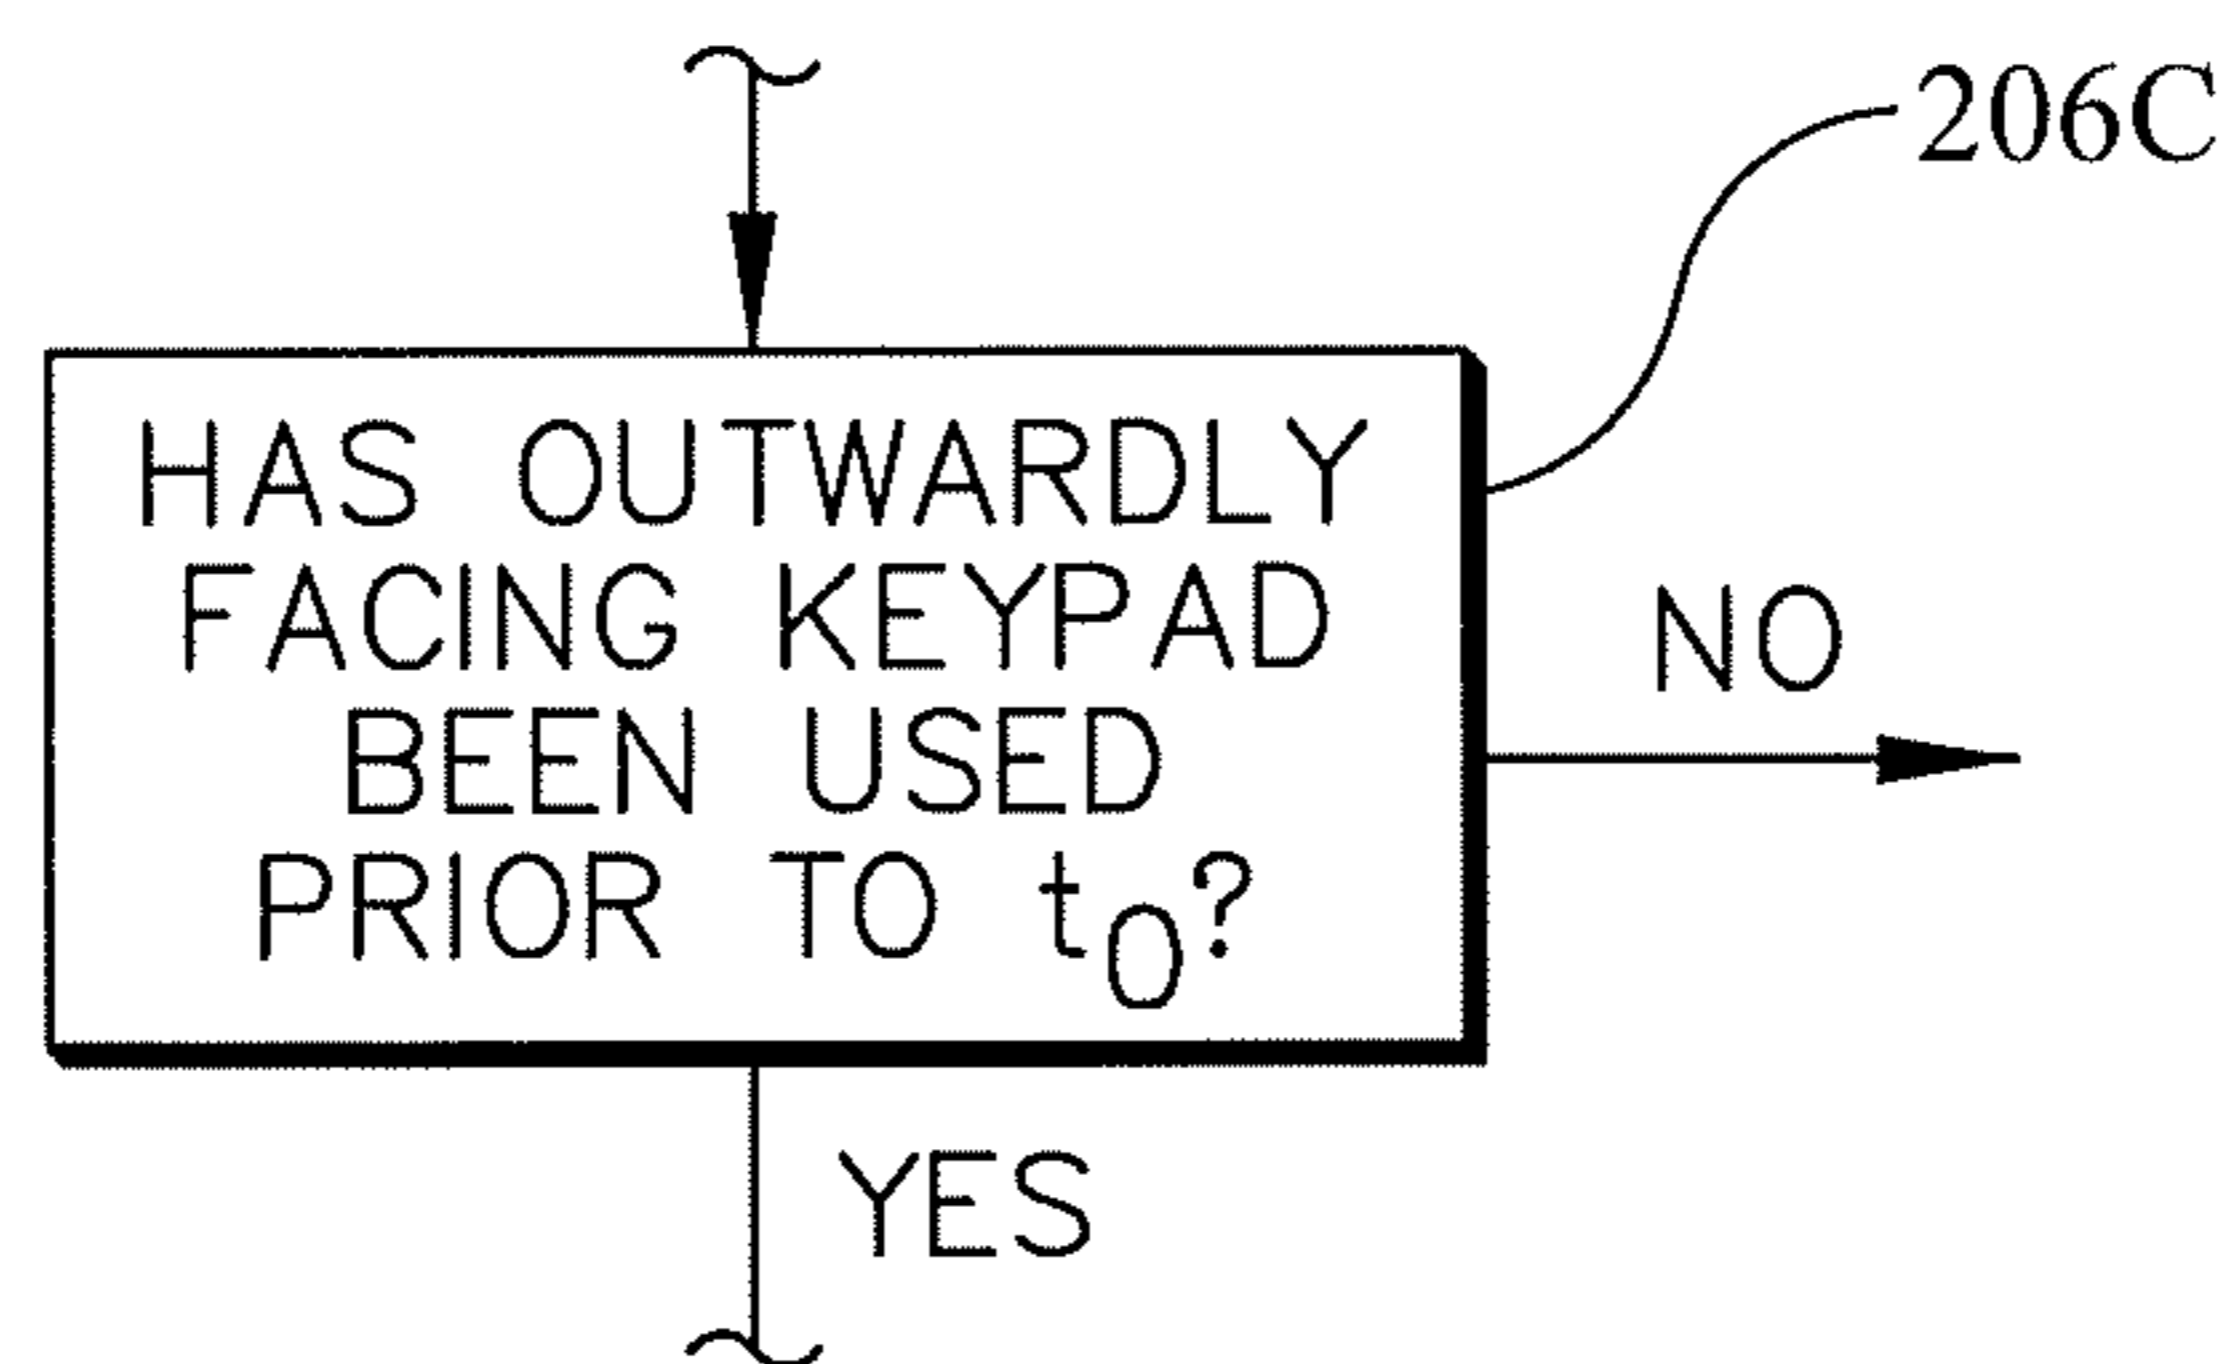 206C
HAS OUTWARDLY
FACING KEYPAD
BEEN USED
PRIOR TO t₀?
NO
YES